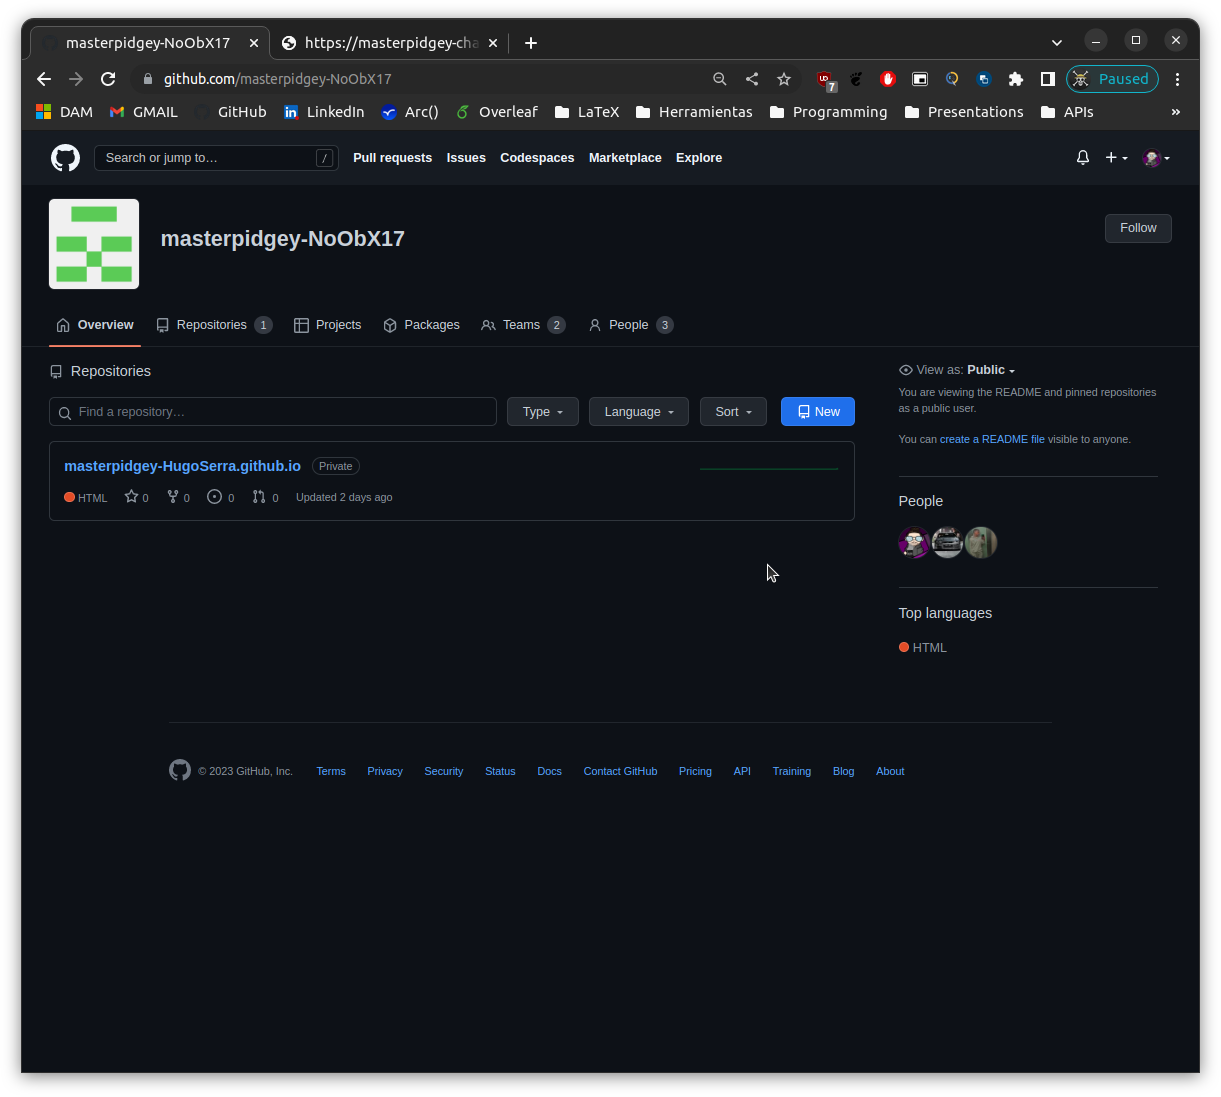 masterpidgey-NoObX17
https://masterpidgey-cha
github.com/masterpidgey-NoObX17
7
Paused
DAM GMAIL GitHub LinkedIn Arc() Overleaf LaTeX Herramientas Programming Presentations APIs »
Search or jump to… / Pull requests Issues Codespaces Marketplace Explore
masterpidgey-NoObX17
Follow
Overview Repositories 1 Projects Packages Teams 2 People 3
Repositories
Find a repository… Type Language Sort New
masterpidgey-HugoSerra.github.io Private
HTML 0 0 0 0 Updated 2 days ago
View as: Public
You are viewing the README and pinned repositories
as a public user.
You can create a README file visible to anyone.
People
Top languages
HTML
© 2023 GitHub, Inc. Terms Privacy Security Status Docs Contact GitHub Pricing API Training Blog About